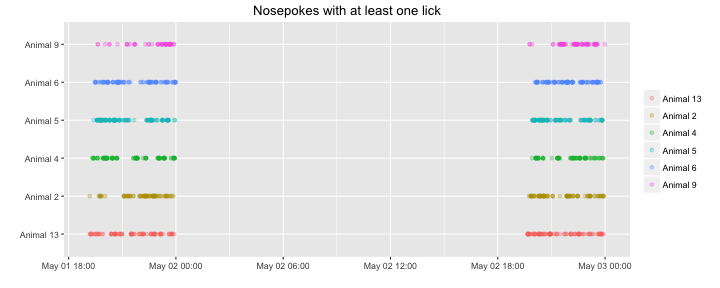 Nosepokes with at least one lick
Animal 9
Animal 6
Animal 5
Animal 4
Animal 2
Animal 13
May 01 18:00
May 02 00:00
May 02 06:00
May 02 12:00
May 02 18:00
May 03 00:00
Animal 13
Animal 2
Animal 4
Animal 5
Animal 6
Animal 9